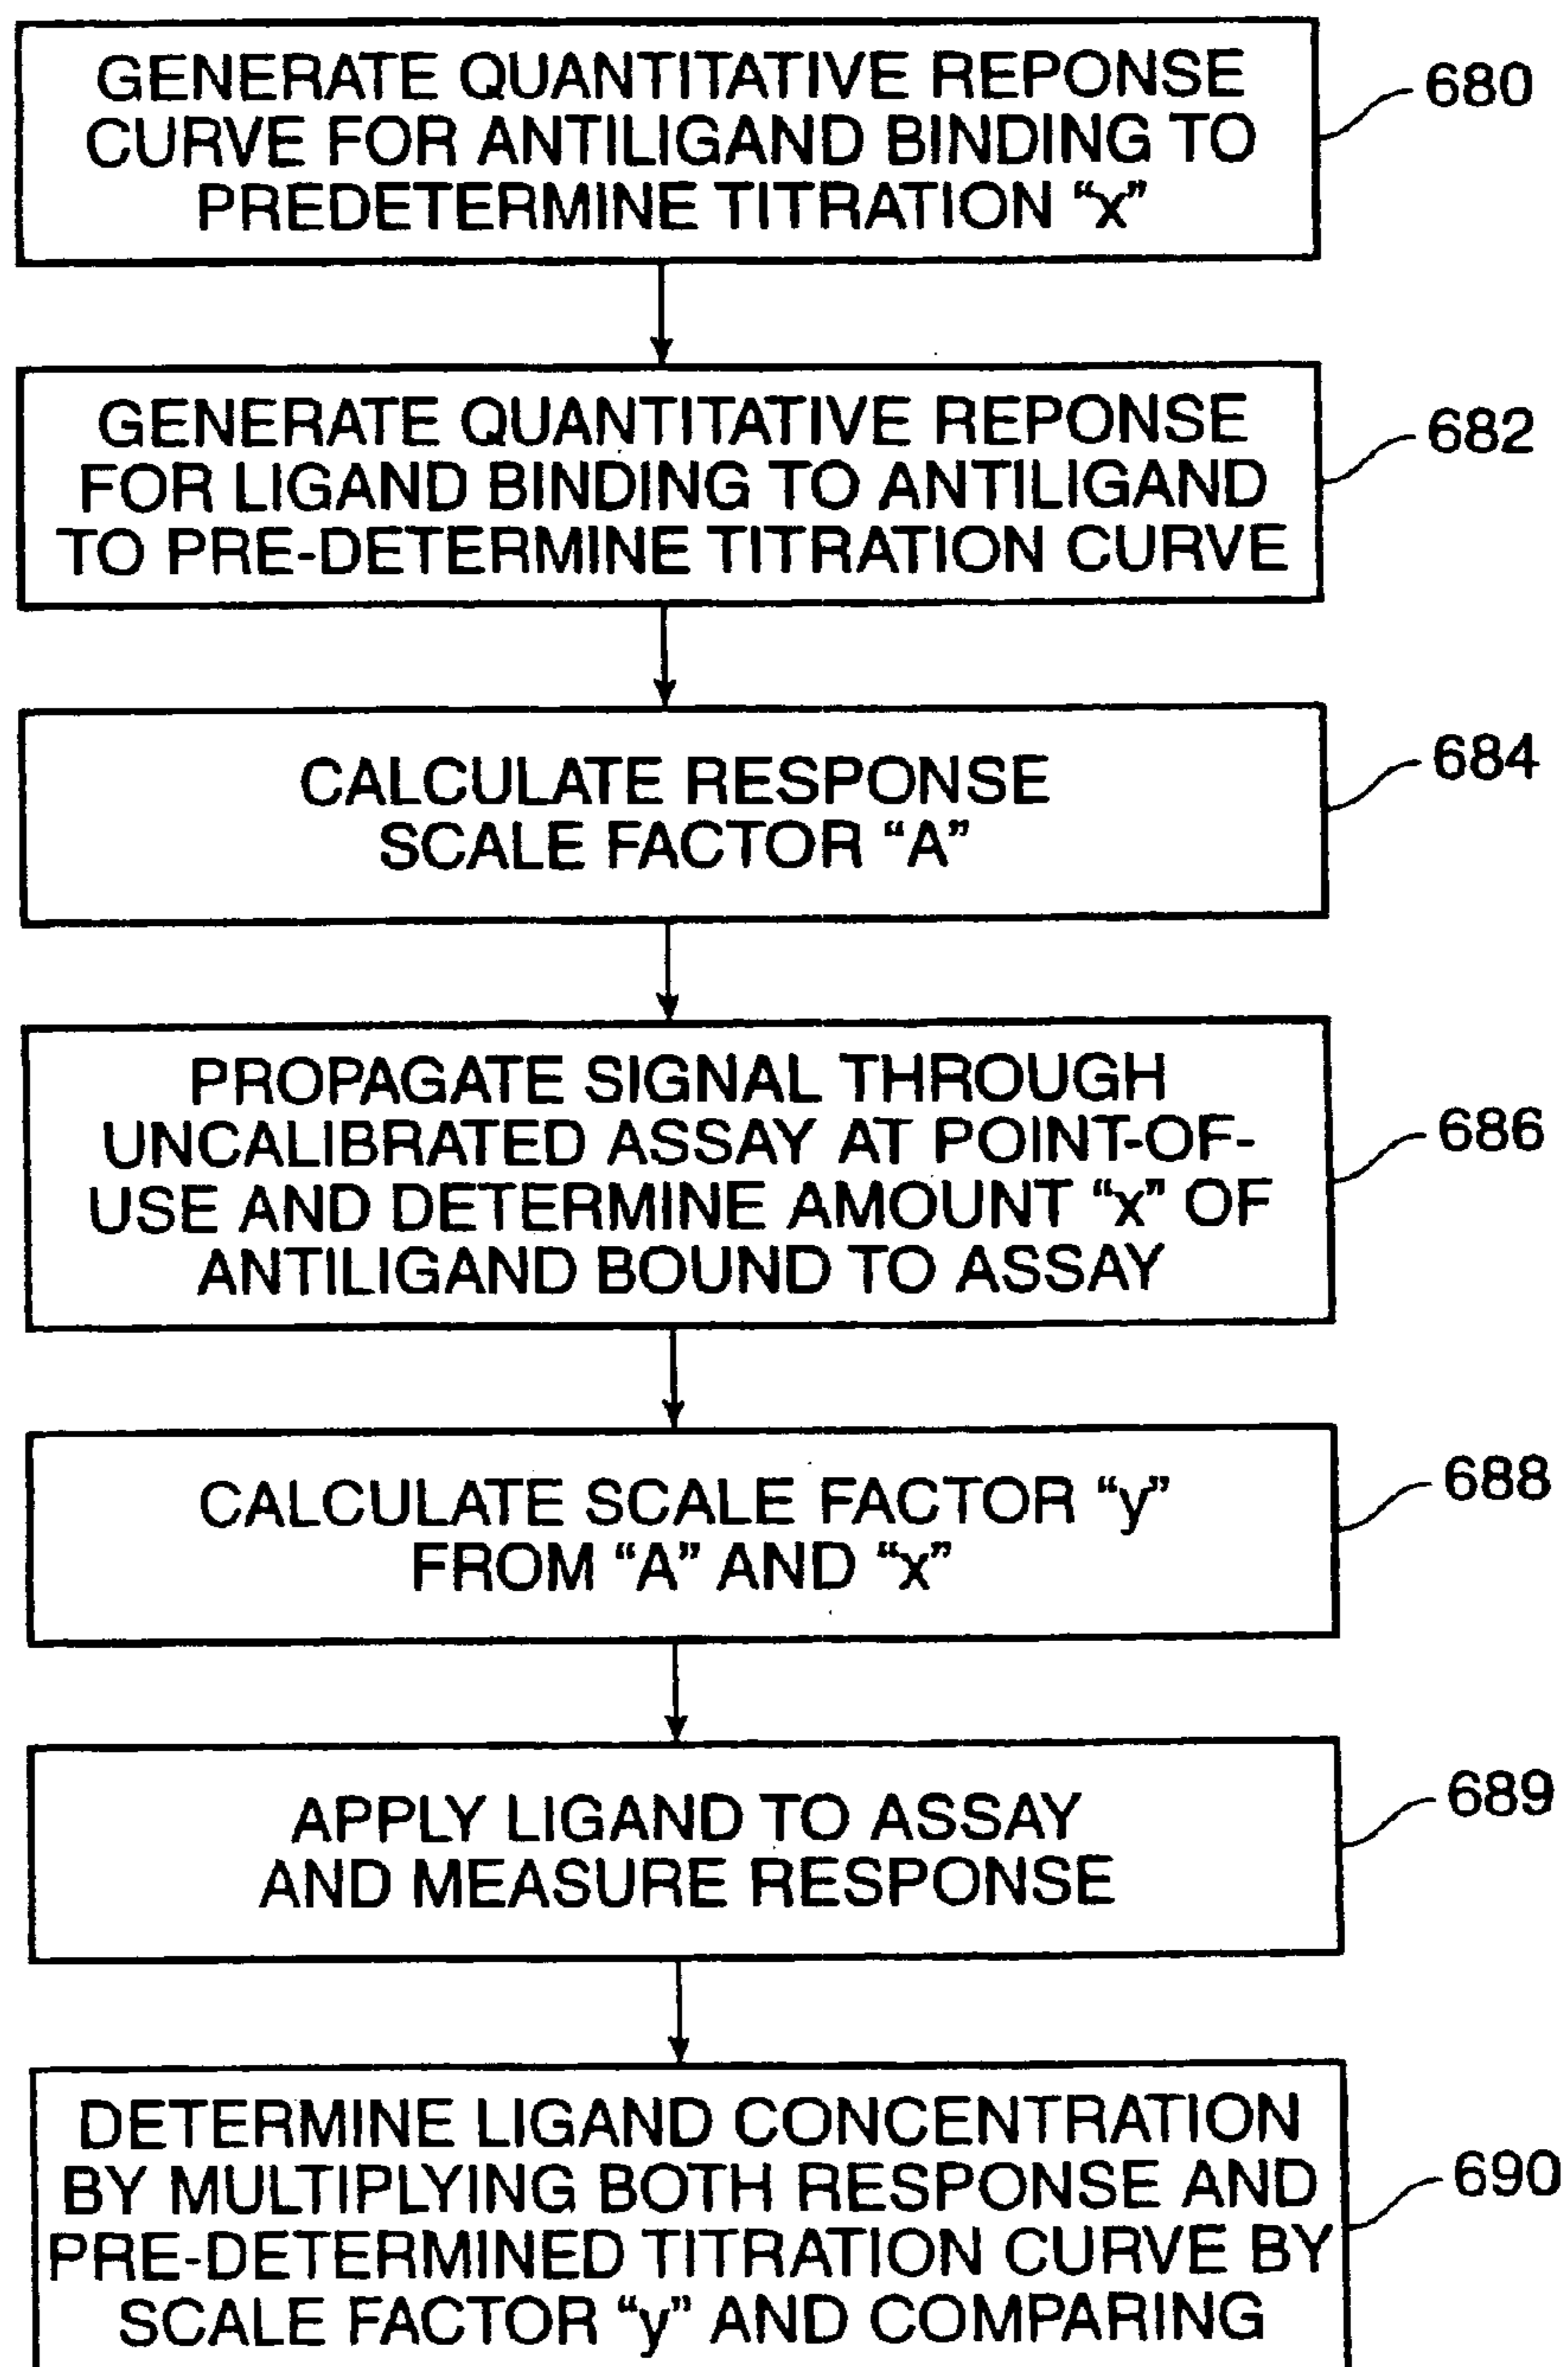 GENERATE QUANTITATIVE REPONSE
CURVE FOR ANTILIGAND BINDING TO
PREDETERMINE TITRATION “x”
680
GENERATE QUANTITATIVE REPONSE
FOR LIGAND BINDING TO ANTILIGAND
TO PRE-DETERMINE TITRATION CURVE
682
CALCULATE RESPONSE
SCALE FACTOR “A”
684
PROPAGATE SIGNAL THROUGH
UNCALIBRATED ASSAY AT POINT-OF-
USE AND DETERMINE AMOUNT “x” OF
ANTILIGAND BOUND TO ASSAY
686
CALCULATE SCALE FACTOR “y”
FROM “A” AND “x”
688
APPLY LIGAND TO ASSAY
AND MEASURE RESPONSE
689
DETERMINE LIGAND CONCENTRATION
BY MULTIPLYING BOTH RESPONSE AND
PRE-DETERMINED TITRATION CURVE BY
SCALE FACTOR “y” AND COMPARING
690